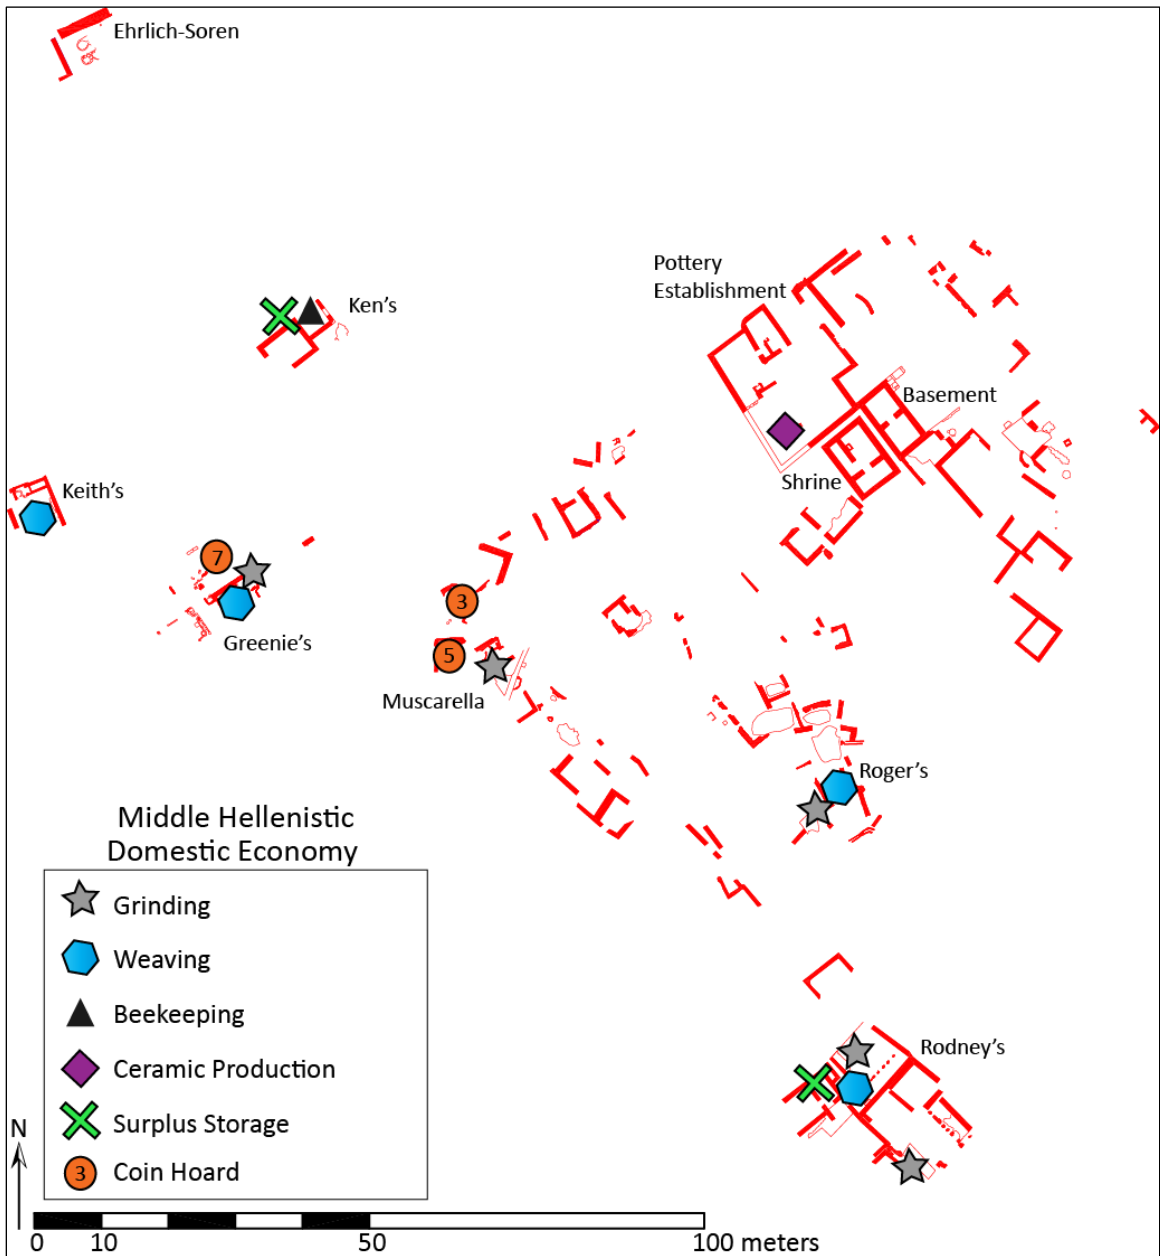 Ehrlich-Soren
Ken's
Pottery
Establishment
Basement
Shrine
Keith's
7
Greenie's
3
5
Muscarella
Roger's
Rodney's
Middle Hellenistic
Domestic Economy
Grinding
Weaving
Beekeeping
Ceramic Production
Surplus Storage
3 Coin Hoard
N
0 10 50 100 meters